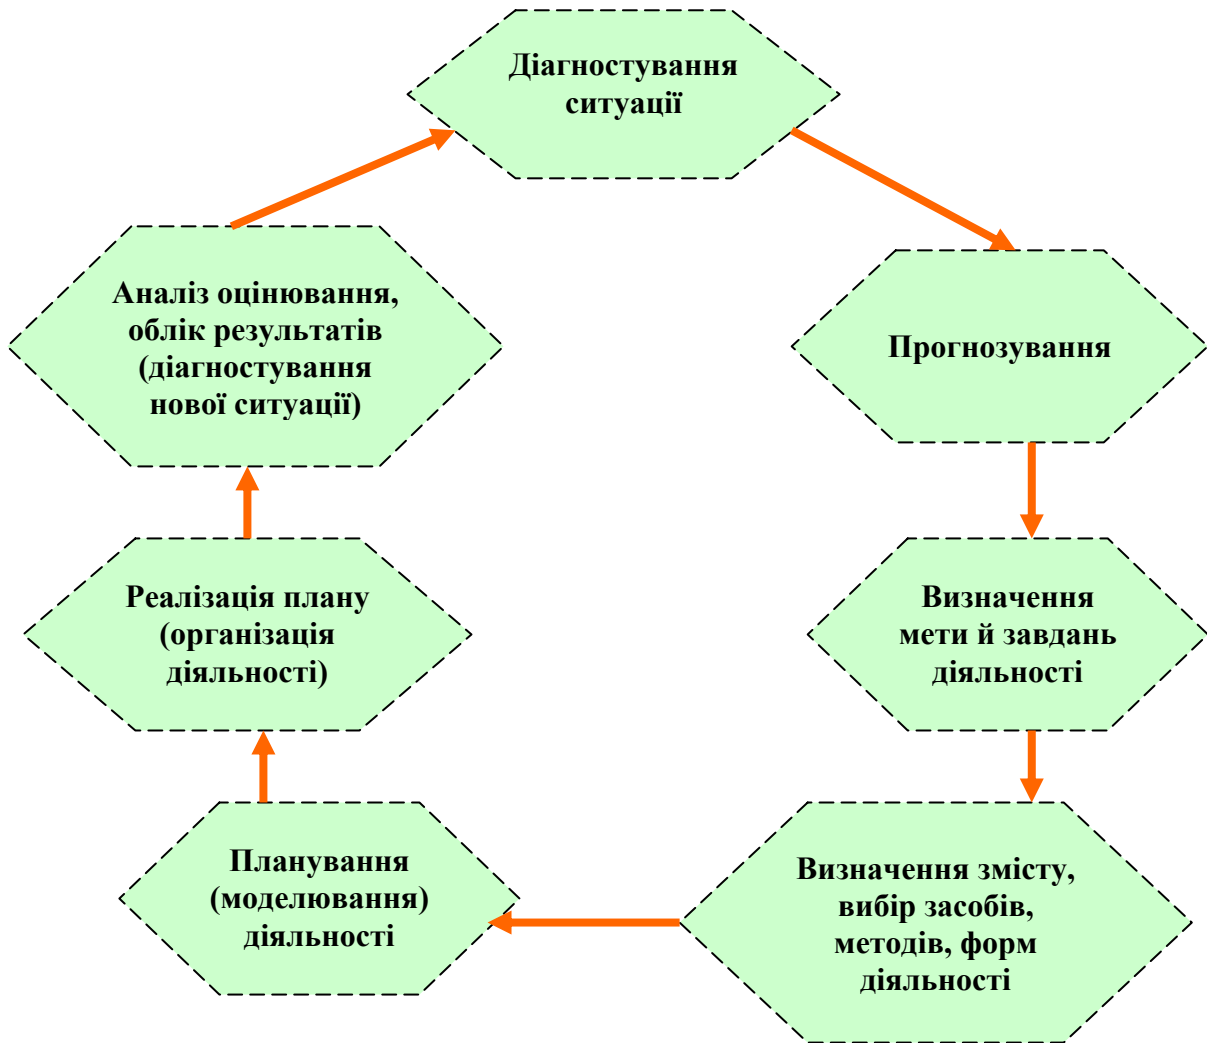 Діагностування
ситуації
Прогнозування
Визначення
мети й завдань
діяльності
Визначення змісту,
вибір засобів,
методів, форм
діяльності
Планування
(моделювання)
діяльності
Реалізація плану
(організація
діяльності)
Аналіз оцінювання,
облік результатів
(діагностування
нової ситуації)